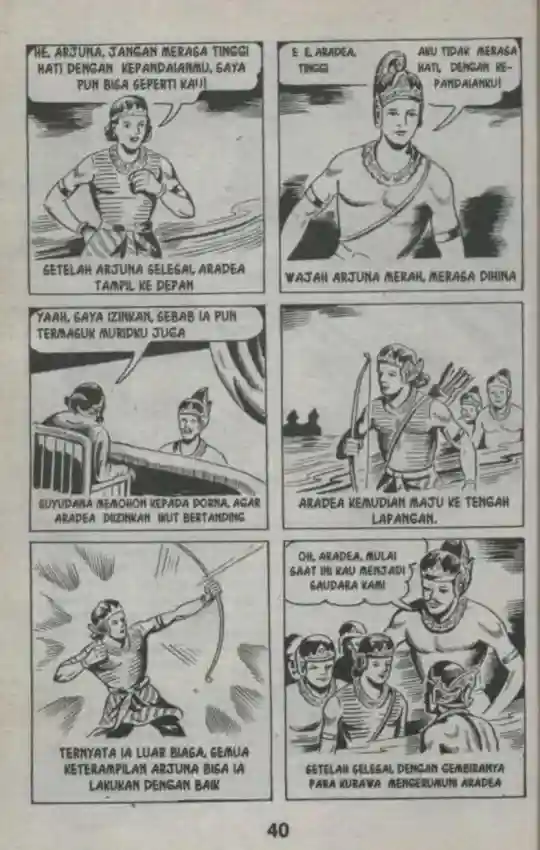 HE, ARJUNA, JANGAN MERASA TINGGI
HATI DENGAN KEPANDAIANMU, SAYA
PUN BISA SEPERTI KAU!
SETELAH ARJUNA SELESAI, ARADEA
TAMPIL KE DEPAN
E E, ARADEA, AKU TIDAK MERASA
TINGGI HATI, DENGAN KE-
PANDAIANKU!
WAJAH ARJUNA MERAH, MERASA DIHINA
YAAH, SAYA IZINKAN, SEBAB IA PUN
TERMASUK MURIDKU JUGA
SUYUDANA MEMOHON KEPADA DORNA, AGAR
ARADEA DIIZINKAN IKUT BERTANDING
ARADEA KEMUDIAN MAJU KE TENGAH
LAPANGAN.
TERNYATA IA LUAR BIASA, SEMUA
KETERAMPILAN ARJUNA BISA IA
LAKUKAN DENGAN BAIK
OH, ARADEA, MULAI
SAAT INI KAU MENJADI
SAUDARA KAMI
SETELAH SELESAI, DENGAN GEMBIRANYA
PARA KURAWA MENGERUMUNI ARADEA
40